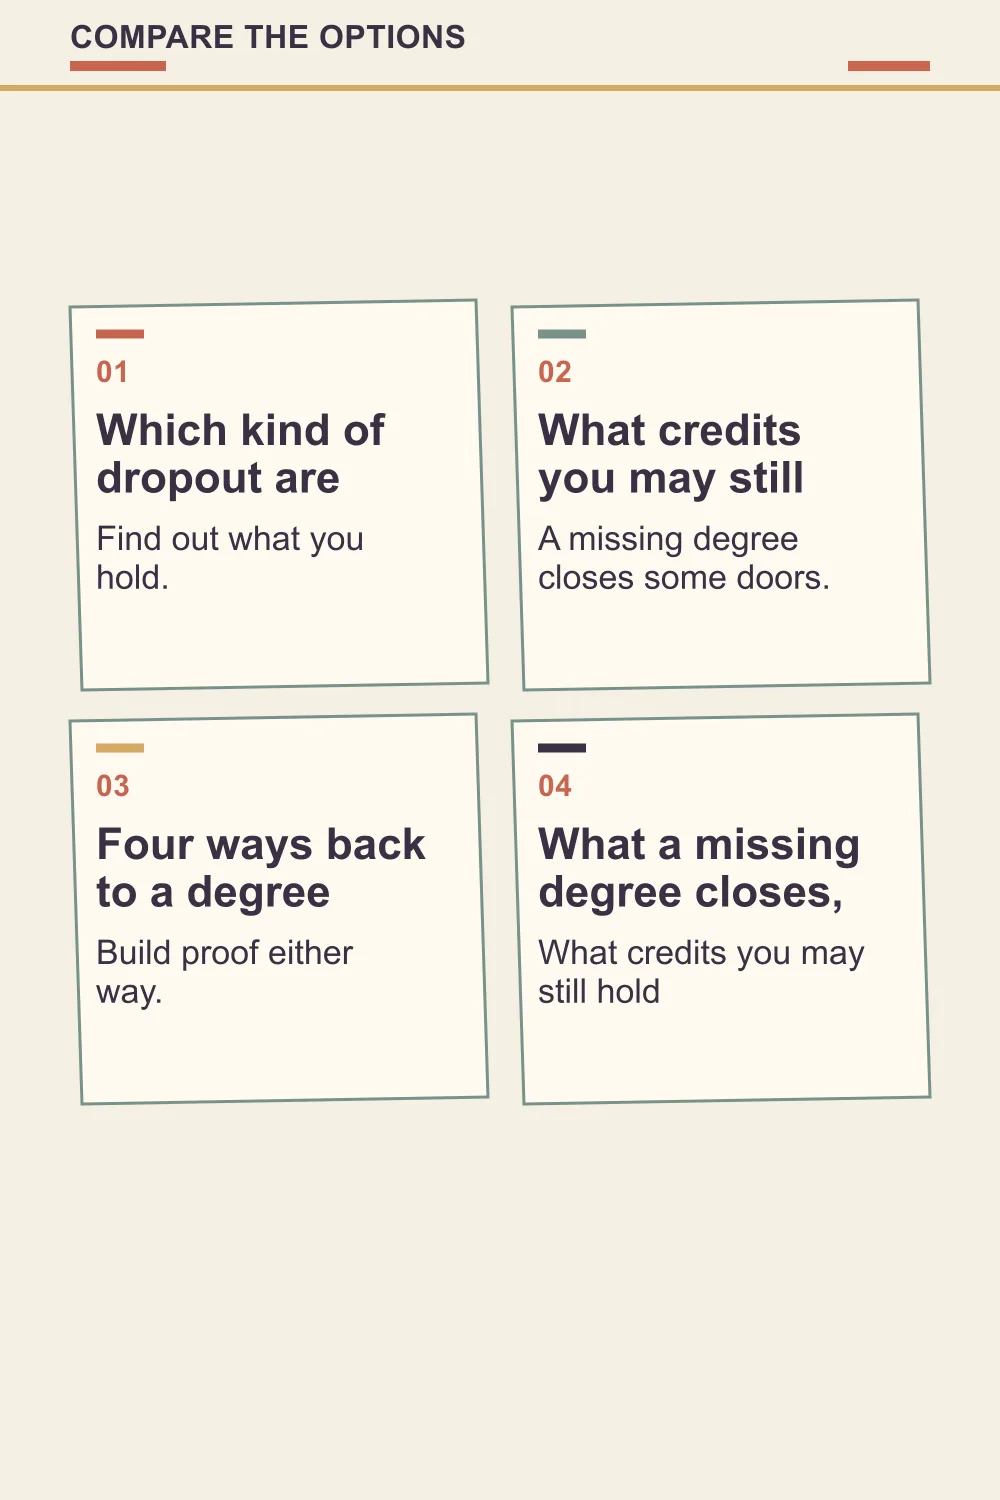 COMPARE THE OPTIONS
01
Which kind of
dropout are
Find out what you
hold.
02
What credits
you may still
A missing degree
closes some doors.
03
Four ways back
to a degree
Build proof either
way.
04
What a missing
degree closes,
What credits you may
still hold